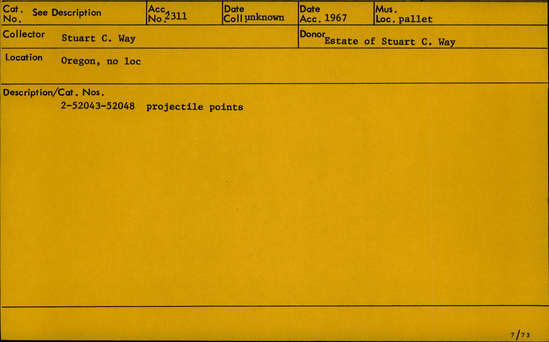 Cat. No. See Description Acc. No. 2311 Date Coll. unknown Date Acc. 1967 Mus. Loc. pallet
Collector Stuart C. Way Donor Estate of Stuart C. Way
Location Oregon, no loc
Description/Cat. Nos.
2-52043-52048 projectile points
7/73